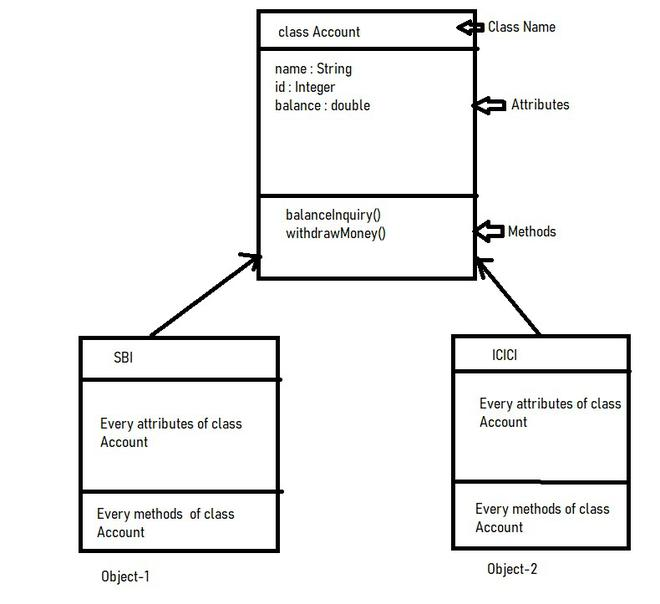 class Account
Class Name
name : String
id : Integer
balance : double
Attributes
balanceInquiry()
withdrawMoney()
Methods
SBI
Every attributes of class
Account
Every methods of class
Account
Object-1
ICICI
Every attributes of class
Account
Every methods of class
Account
Object-2